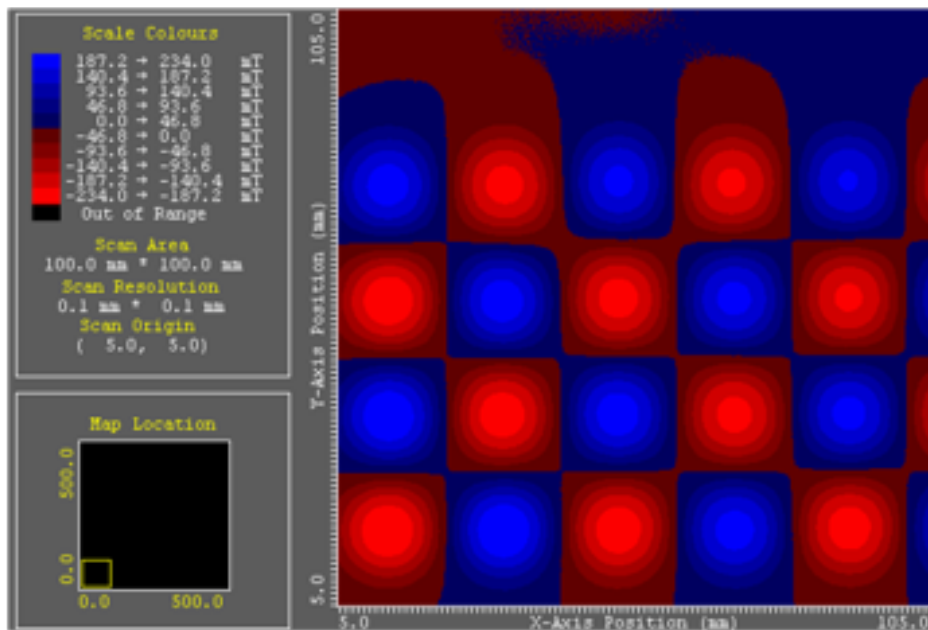 Scale Colours
187.2 → 234.0 mT
140.4 → 187.2 mT
93.6 → 140.4 mT
46.8 → 93.6 mT
0.0 → 46.8 mT
-46.8 → 0.0 mT
-93.6 → -46.8 mT
-140.4 → -93.6 mT
-187.2 → -140.4 mT
-234.0 → -187.2 mT
Out of Range
Scan Area
100.0 mm * 100.0 mm
Scan Resolution
0.1 mm * 0.1 mm
Scan Origin
( 5.0, 5.0)
Map Location
500.0
0.0
0.0 500.0
105.0
Y-Axis Position (mm)
5.0
5.0 X-Axis Position (mm) 105.0